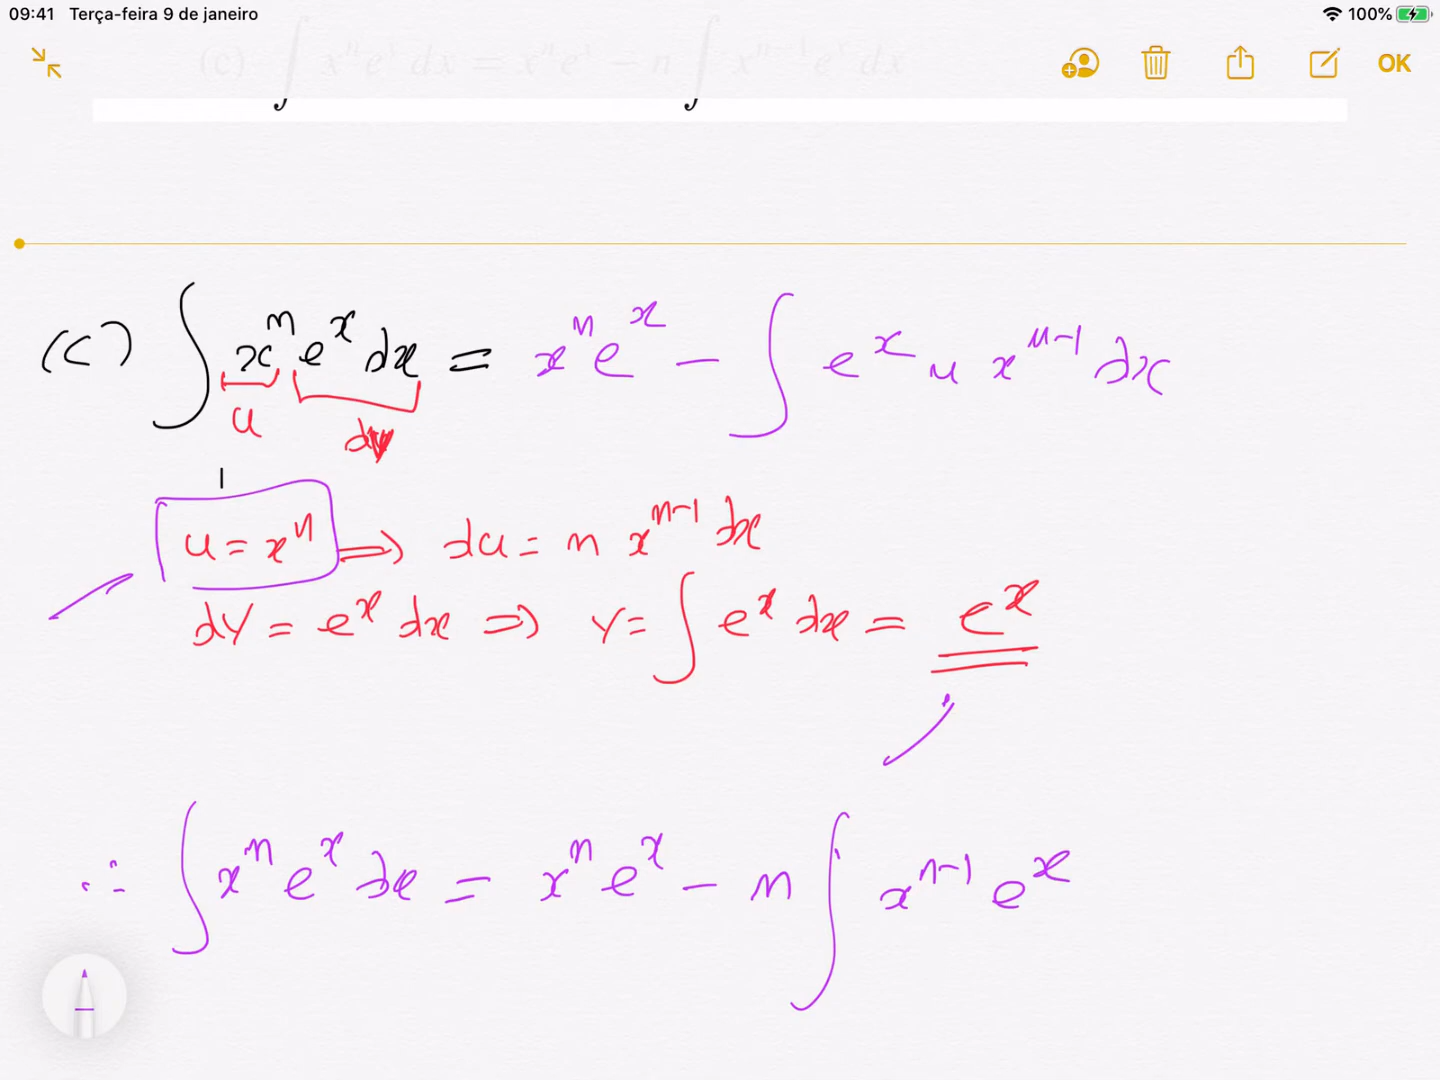 09:41 Terça-feira 9 de janeiro 100%
(c) ∫ xⁿ eˣ dx = xⁿ eˣ - n ∫ xⁿ⁻¹ eˣ dx
OK
(c) ∫ xⁿ eˣ dx = xⁿ eˣ - ∫ eˣ n xⁿ⁻¹ dx
u dv
u = xⁿ ⇒ du = n xⁿ⁻¹ dx
dv = eˣ dx ⇒ v = ∫ eˣ dx = eˣ
∴ ∫ xⁿ eˣ dx = xⁿ eˣ - n ∫ xⁿ⁻¹ eˣ